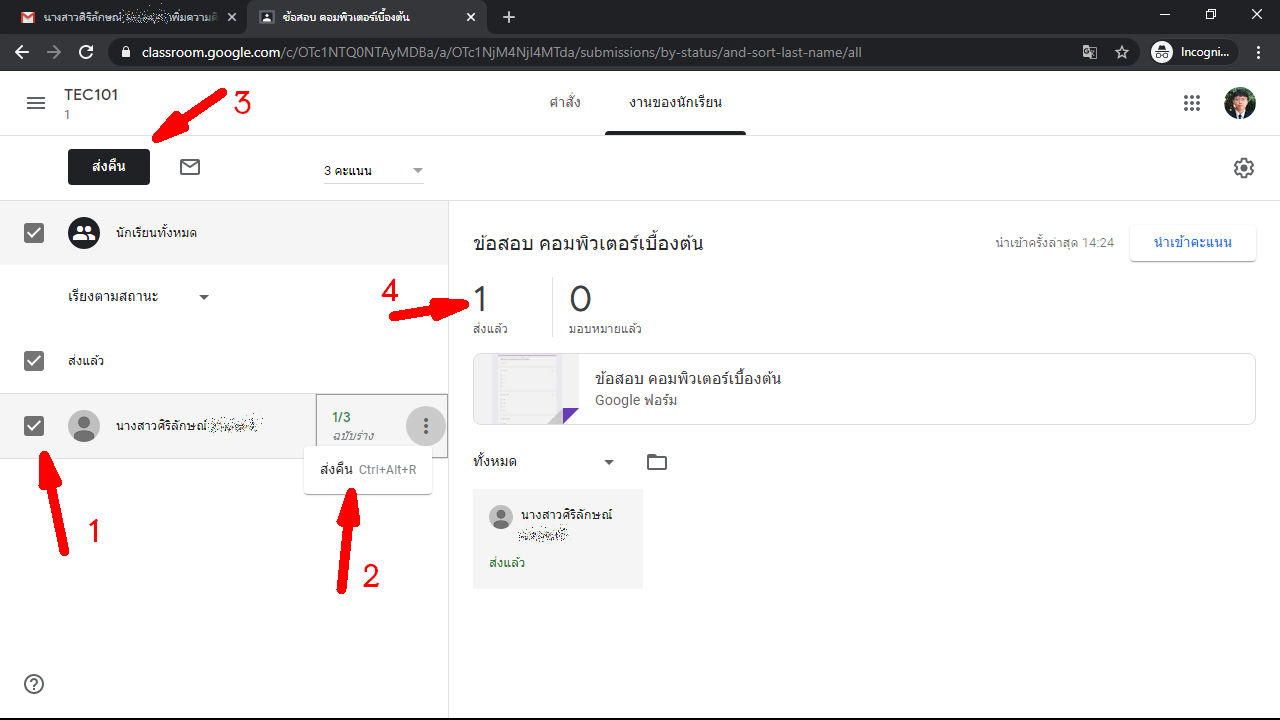 นางสาวศิริลักษณ์ เพิ่มความคิ
ข้อสอบ คอมพิวเตอร์เบื้องต้น
classroom.google.com/c/OTc1NTQ0NTAyMDBa/a/OTc1NjM4NjI4MTda/submissions/by-status/and-sort-last-name/all
Incogni...
TEC101
1
คำสั่ง
งานของนักเรียน
3
ส่งคืน
3 คะแนน
นักเรียนทั้งหมด
ข้อสอบ คอมพิวเตอร์เบื้องต้น
นำเข้าครั้งล่าสุด 14:24
นำเข้าคะแนน
เรียงตามสถานะ
4
1
0
ส่งแล้ว
มอบหมายแล้ว
ส่งแล้ว
ข้อสอบ คอมพิวเตอร์เบื้องต้น
Google ฟอร์ม
นางสาวศิริลักษณ์
1/3
ฉบับร่าง
ส่งคืน Ctrl+Alt+R
ทั้งหมด
1
2
นางสาวศิริลักษณ์
ส่งแล้ว